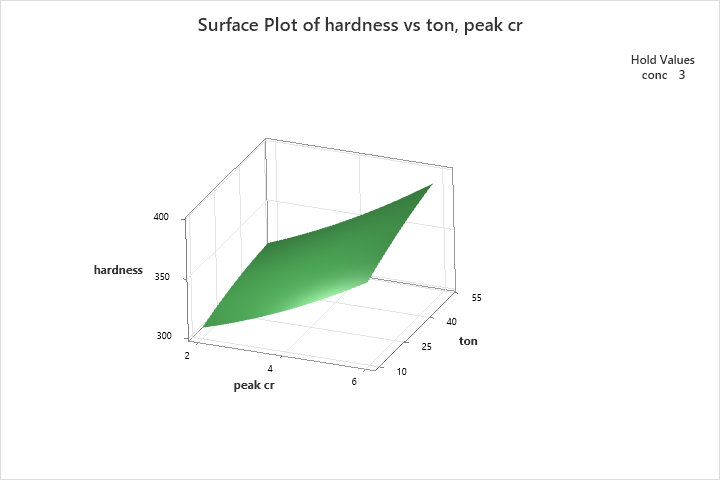 Surface Plot of hardness vs ton, peak cr
Hold Values
conc 3
400
350
300
hardness
2
4
6
peak cr
10
25
40
55
ton